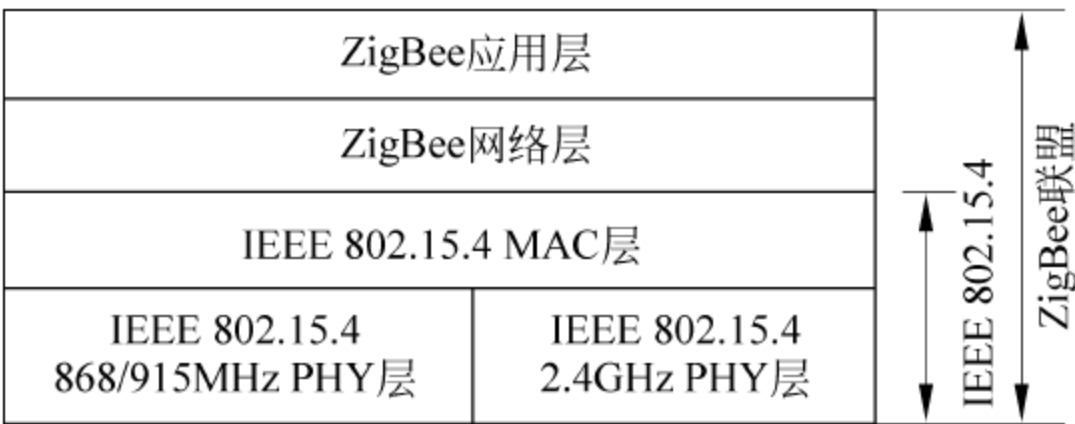 ZigBee应用层
ZigBee网络层
IEEE 802.15.4 MAC层
IEEE 802.15.4
868/915MHz PHY层
IEEE 802.15.4
2.4GHz PHY层
IEEE 802.15.4
ZigBee联盟